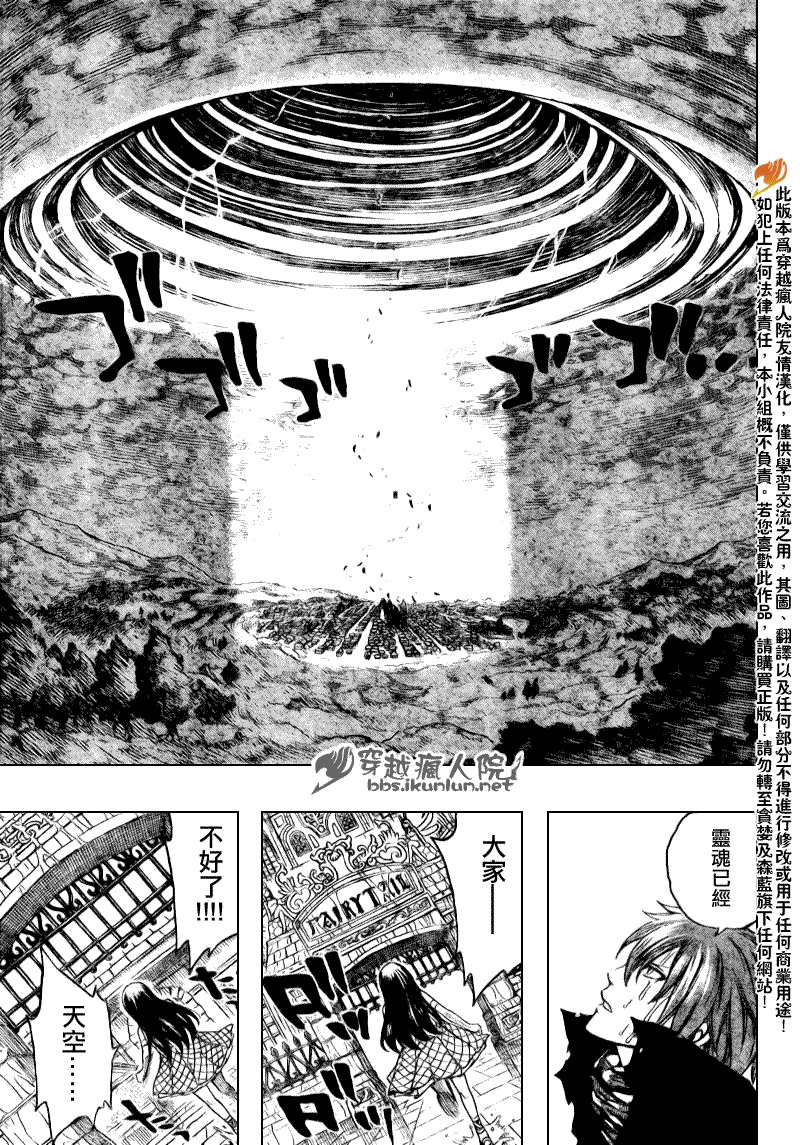 ゴゴゴゴゴ...
靈魂已經
大家——
FAIRY TAIL
ダダ
不好了!!!!
天空……
穿越瘋人院
bbs.ikunlun.net
此版本爲穿越瘋人院友情漢化，僅供學習交流之用，其圖、翻譯以及任何部分不得進行修改或用于任何商業用途！
如犯上任何法律責任，本小組概不負責。若您喜歡此作品，請購買正版！請勿轉至貪婪及森藍旗下任何網站！